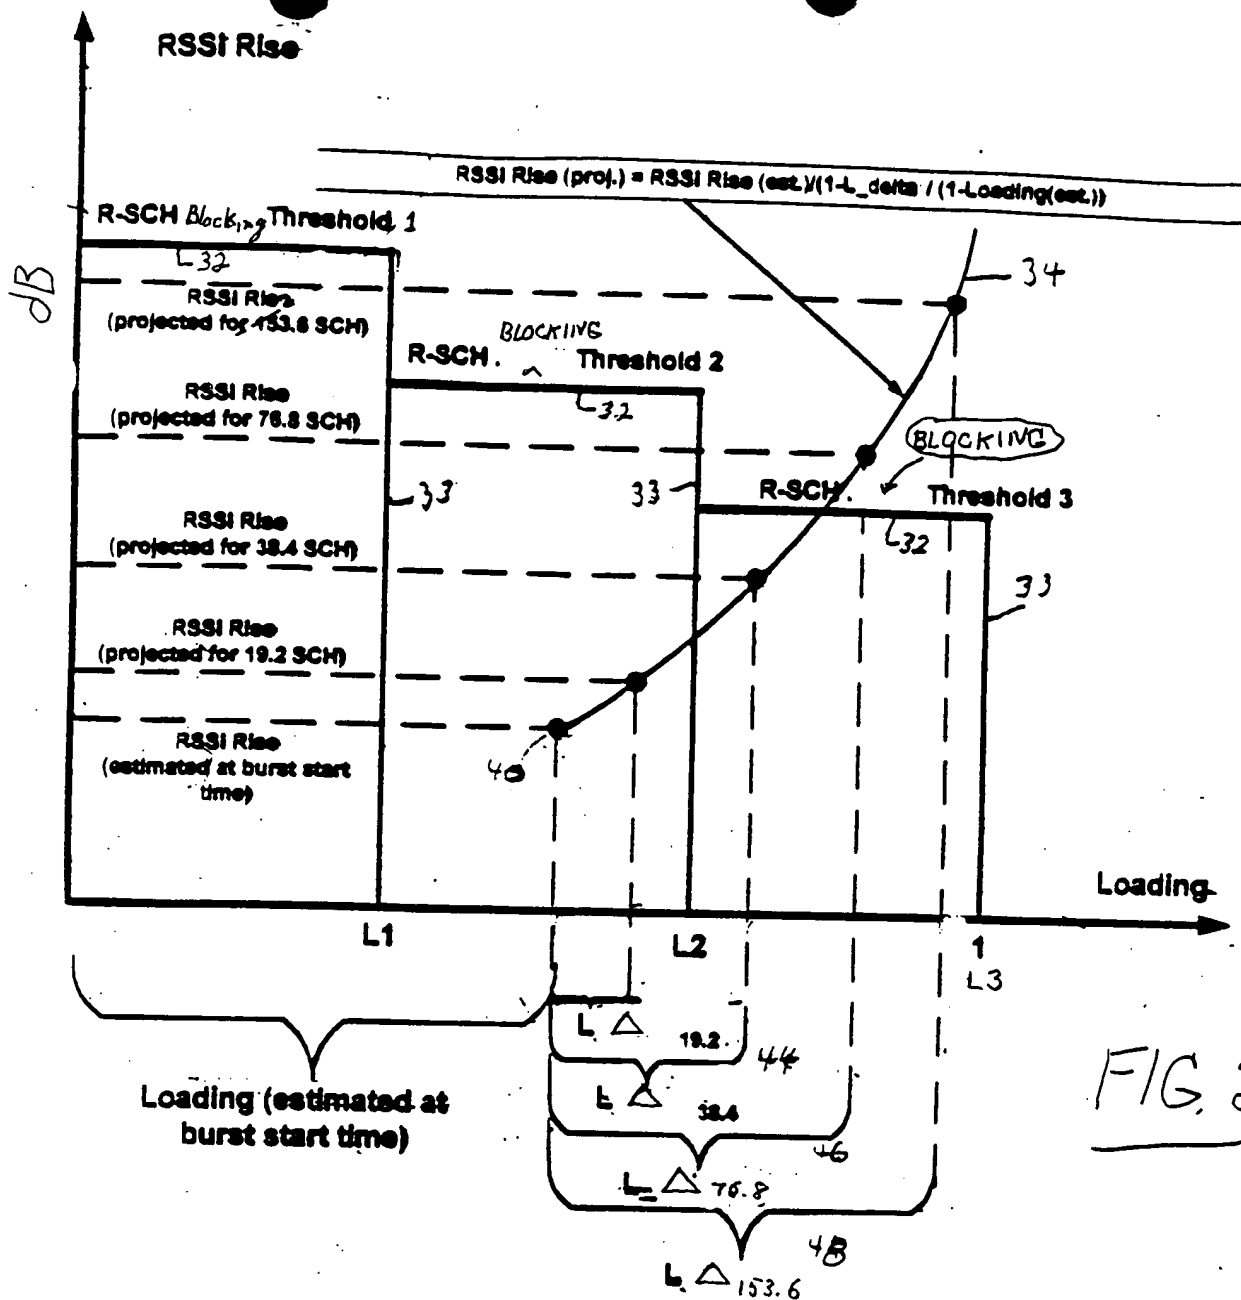 RSSI Rise
RSSI Rise (proj.) = RSSI Rise (est.)/(1-L_delta / (1-Loading(est.))
R-SCH Blocking Threshold 1
32
dB
34
RSSI Rise
(projected for 153.6 SCH)
BLOCKING
R-SCH. Threshold 2
32
RSSI Rise
(projected for 76.8 SCH)
BLOCKING
33
33
R-SCH. Threshold 3
32
RSSI Rise
(projected for 38.4 SCH)
33
RSSI Rise
(projected for 19.2 SCH)
RSSI Rise
(estimated at burst start
time)
40
Loading
L1
L2
1
L3
L △ 19.2
44
L △ 38.4
46
L △ 76.8
48
L △ 153.6
Loading (estimated at
burst start time)
FIG.